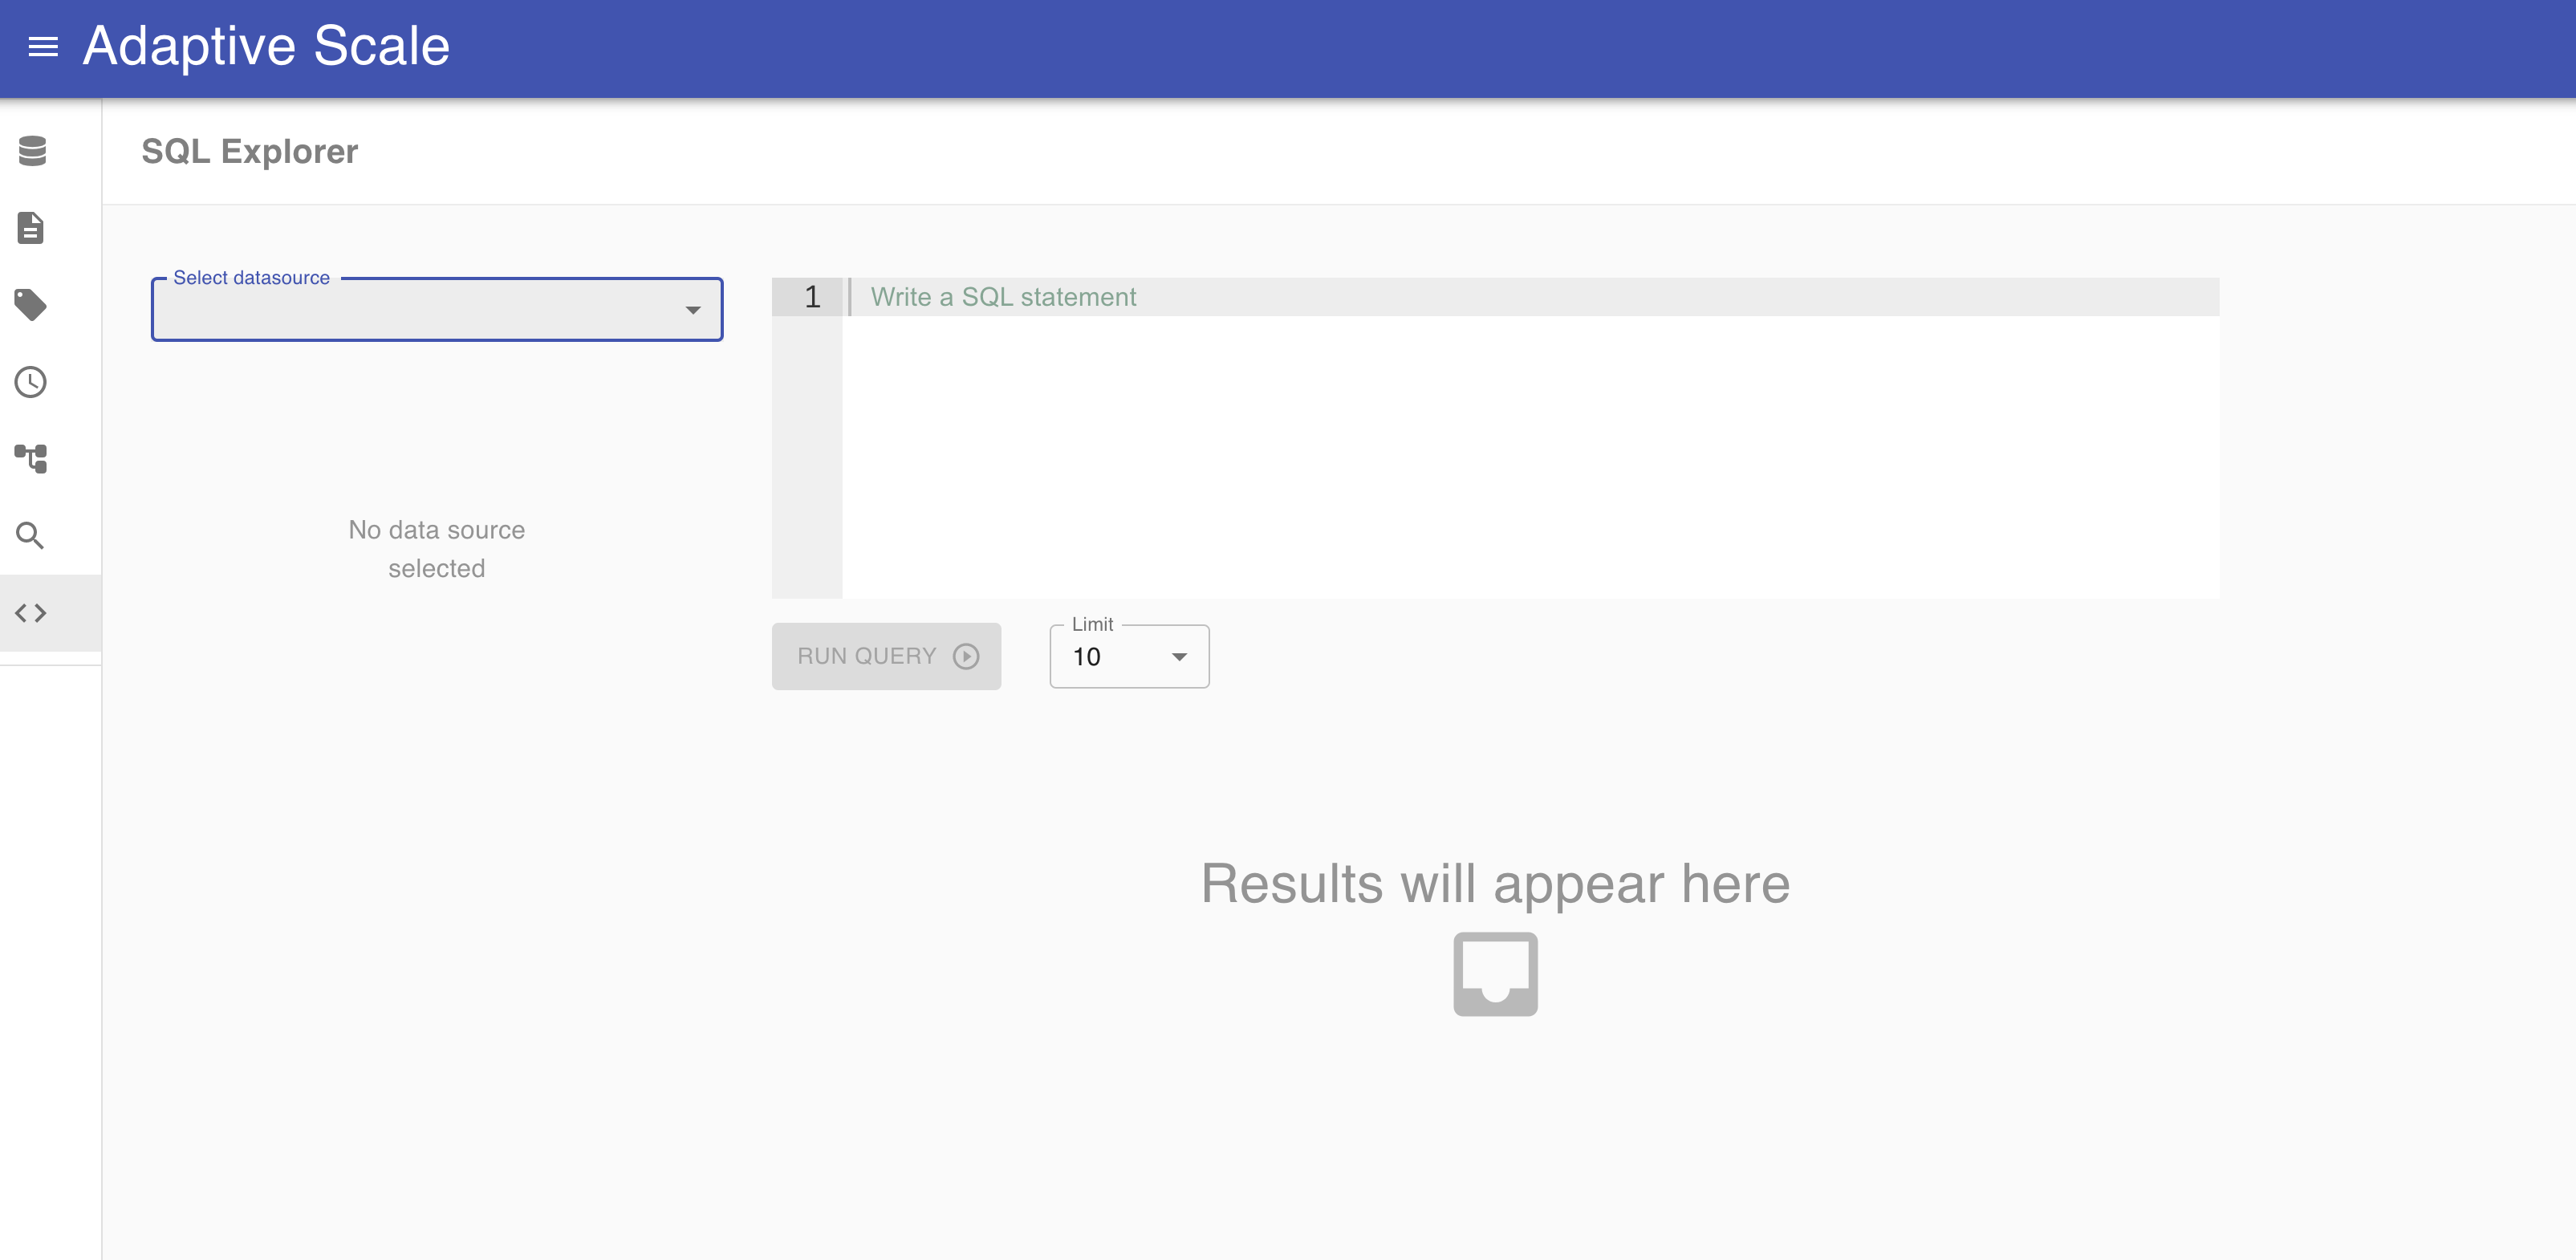 Adaptive Scale
SQL Explorer
Select datasource
No data source
selected
1
Write a SQL statement
RUN QUERY
Limit
10
Results will appear here